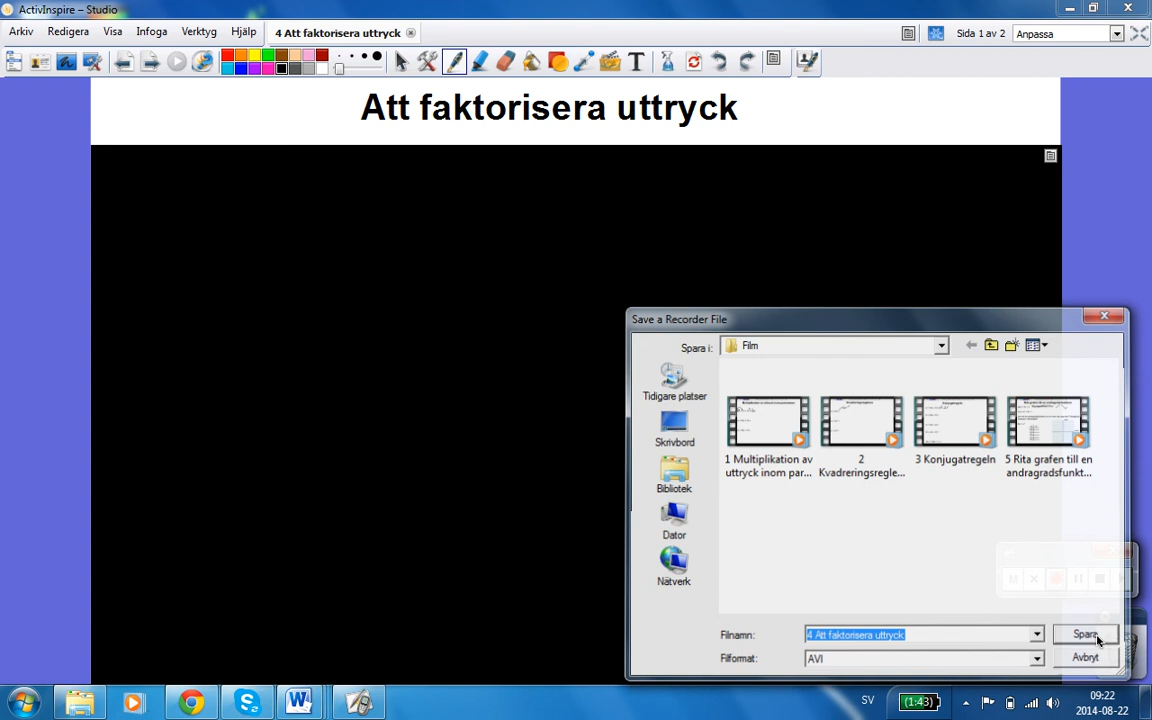 ActivInspire – Studio
Arkiv Redigera Visa Infoga Verktyg Hjälp 4 Att faktorisera uttryck Sida 1 av 2 Anpassa
Att faktorisera uttryck
Save a Recorder File
Spara i: Film
Tidigare platser
Skrivbord
Bibliotek
Dator
Nätverk
1 Multiplikation av uttryck inom par...
2 Kvadreringsregle...
3 Konjugatregeln
5 Rita grafen till en andragradsfunkt...
Filnamn: 4 Att faktorisera uttryck Spara
Filformat: AVI Avbryt
SV (1:43) 09:22
2014-08-22